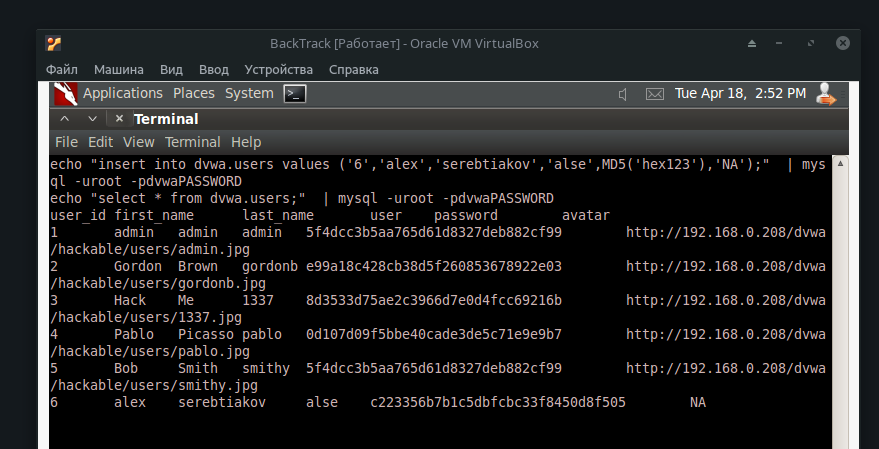 BackTrack [Работает] - Oracle VM VirtualBox
Файл Машина Вид Ввод Устройства Справка
Applications Places System Tue Apr 18, 2:52 PM
Terminal
File Edit View Terminal Help
echo "insert into dvwa.users values ('6','alex','serebtiakov','alse',MD5('hex123'),'NA');" | mys
ql -uroot -pdvwaPASSWORD
echo "select * from dvwa.users;" | mysql -uroot -pdvwaPASSWORD
user_id first_name last_name user password avatar
1 admin admin admin 5f4dcc3b5aa765d61d8327deb882cf99 http://192.168.0.208/dvwa
/hackable/users/admin.jpg
2 Gordon Brown gordonb e99a18c428cb38d5f260853678922e03 http://192.168.0.208/dvwa
/hackable/users/gordonb.jpg
3 Hack Me 1337 8d3533d75ae2c3966d7e0d4fcc69216b http://192.168.0.208/dvwa
/hackable/users/1337.jpg
4 Pablo Picasso pablo 0d107d09f5bbe40cade3de5c71e9e9b7 http://192.168.0.208/dvwa
/hackable/users/pablo.jpg
5 Bob Smith smithy 5f4dcc3b5aa765d61d8327deb882cf99 http://192.168.0.208/dvwa
/hackable/users/smithy.jpg
6 alex serebtiakov alse c223356b7b1c5dbfcbc33f8450d8f505 NA